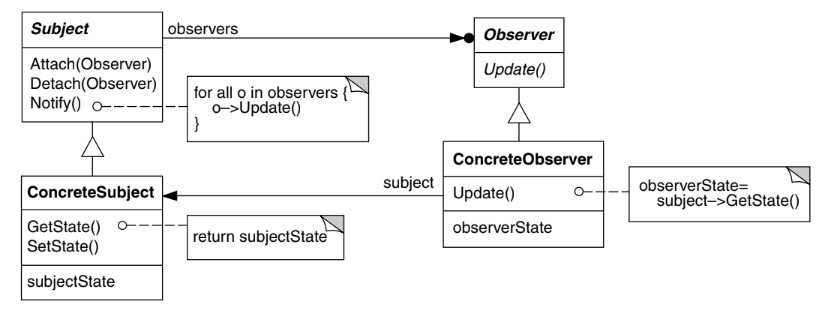 Subject
observers
Observer
Attach(Observer)
Detach(Observer)
Notify()
for all o in observers {
o–>Update()
}
Update()
ConcreteSubject
GetState()
SetState()
subjectState
return subjectState
subject
ConcreteObserver
Update()
observerState
observerState=
subject–>GetState()